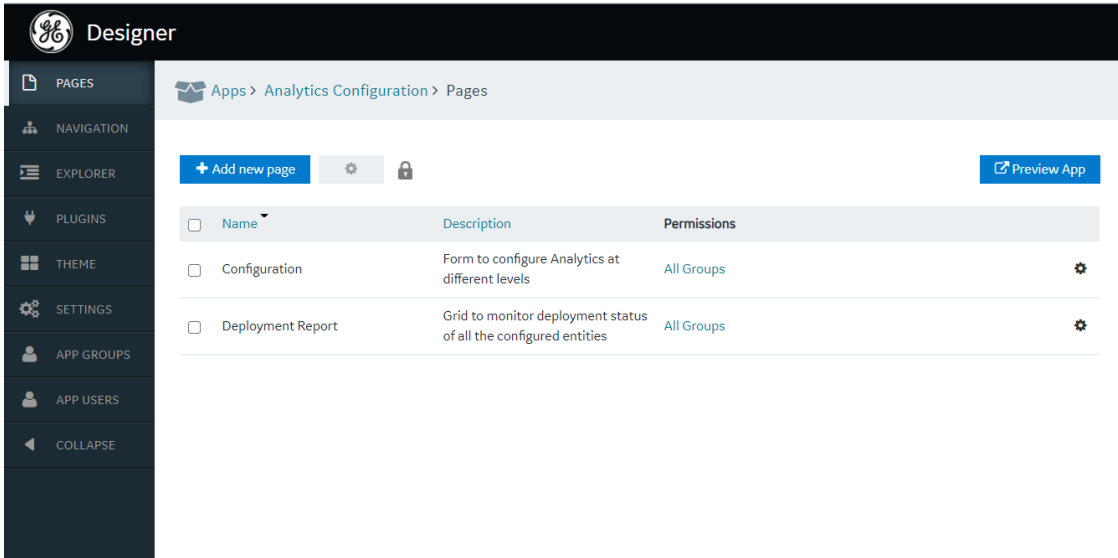 GE Designer
PAGES
Apps > Analytics Configuration > Pages
NAVIGATION
EXPLORER
+ Add new page
Preview App
PLUGINS
Name Description Permissions
THEME
Configuration
Form to configure Analytics at
different levels
All Groups
SETTINGS
Deployment Report
Grid to monitor deployment status
of all the configured entities
All Groups
APP GROUPS
APP USERS
COLLAPSE